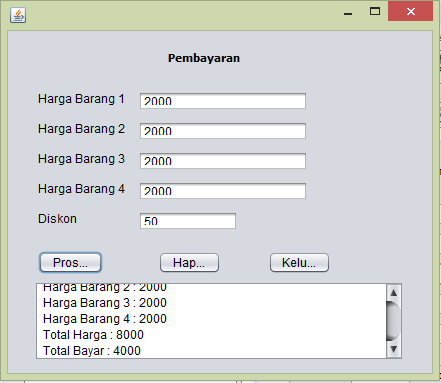 Pembayaran
Harga Barang 1 2000
Harga Barang 2 2000
Harga Barang 3 2000
Harga Barang 4 2000
Diskon 50
Pros... Hap... Kelu...
Harga Barang 2 : 2000
Harga Barang 3 : 2000
Harga Barang 4 : 2000
Total Harga : 8000
Total Bayar : 4000